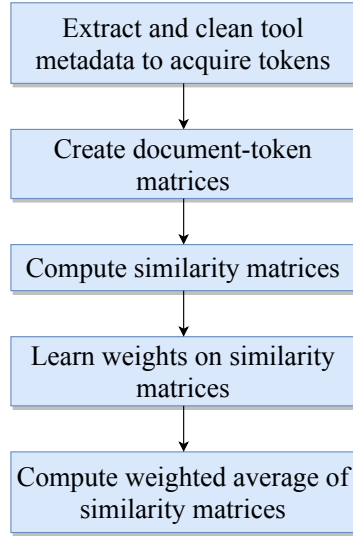 Extract and clean tool
metadata to acquire tokens
Create document-token
matrices
Compute similarity matrices
Learn weights on similarity
matrices
Compute weighted average of
similarity matrices